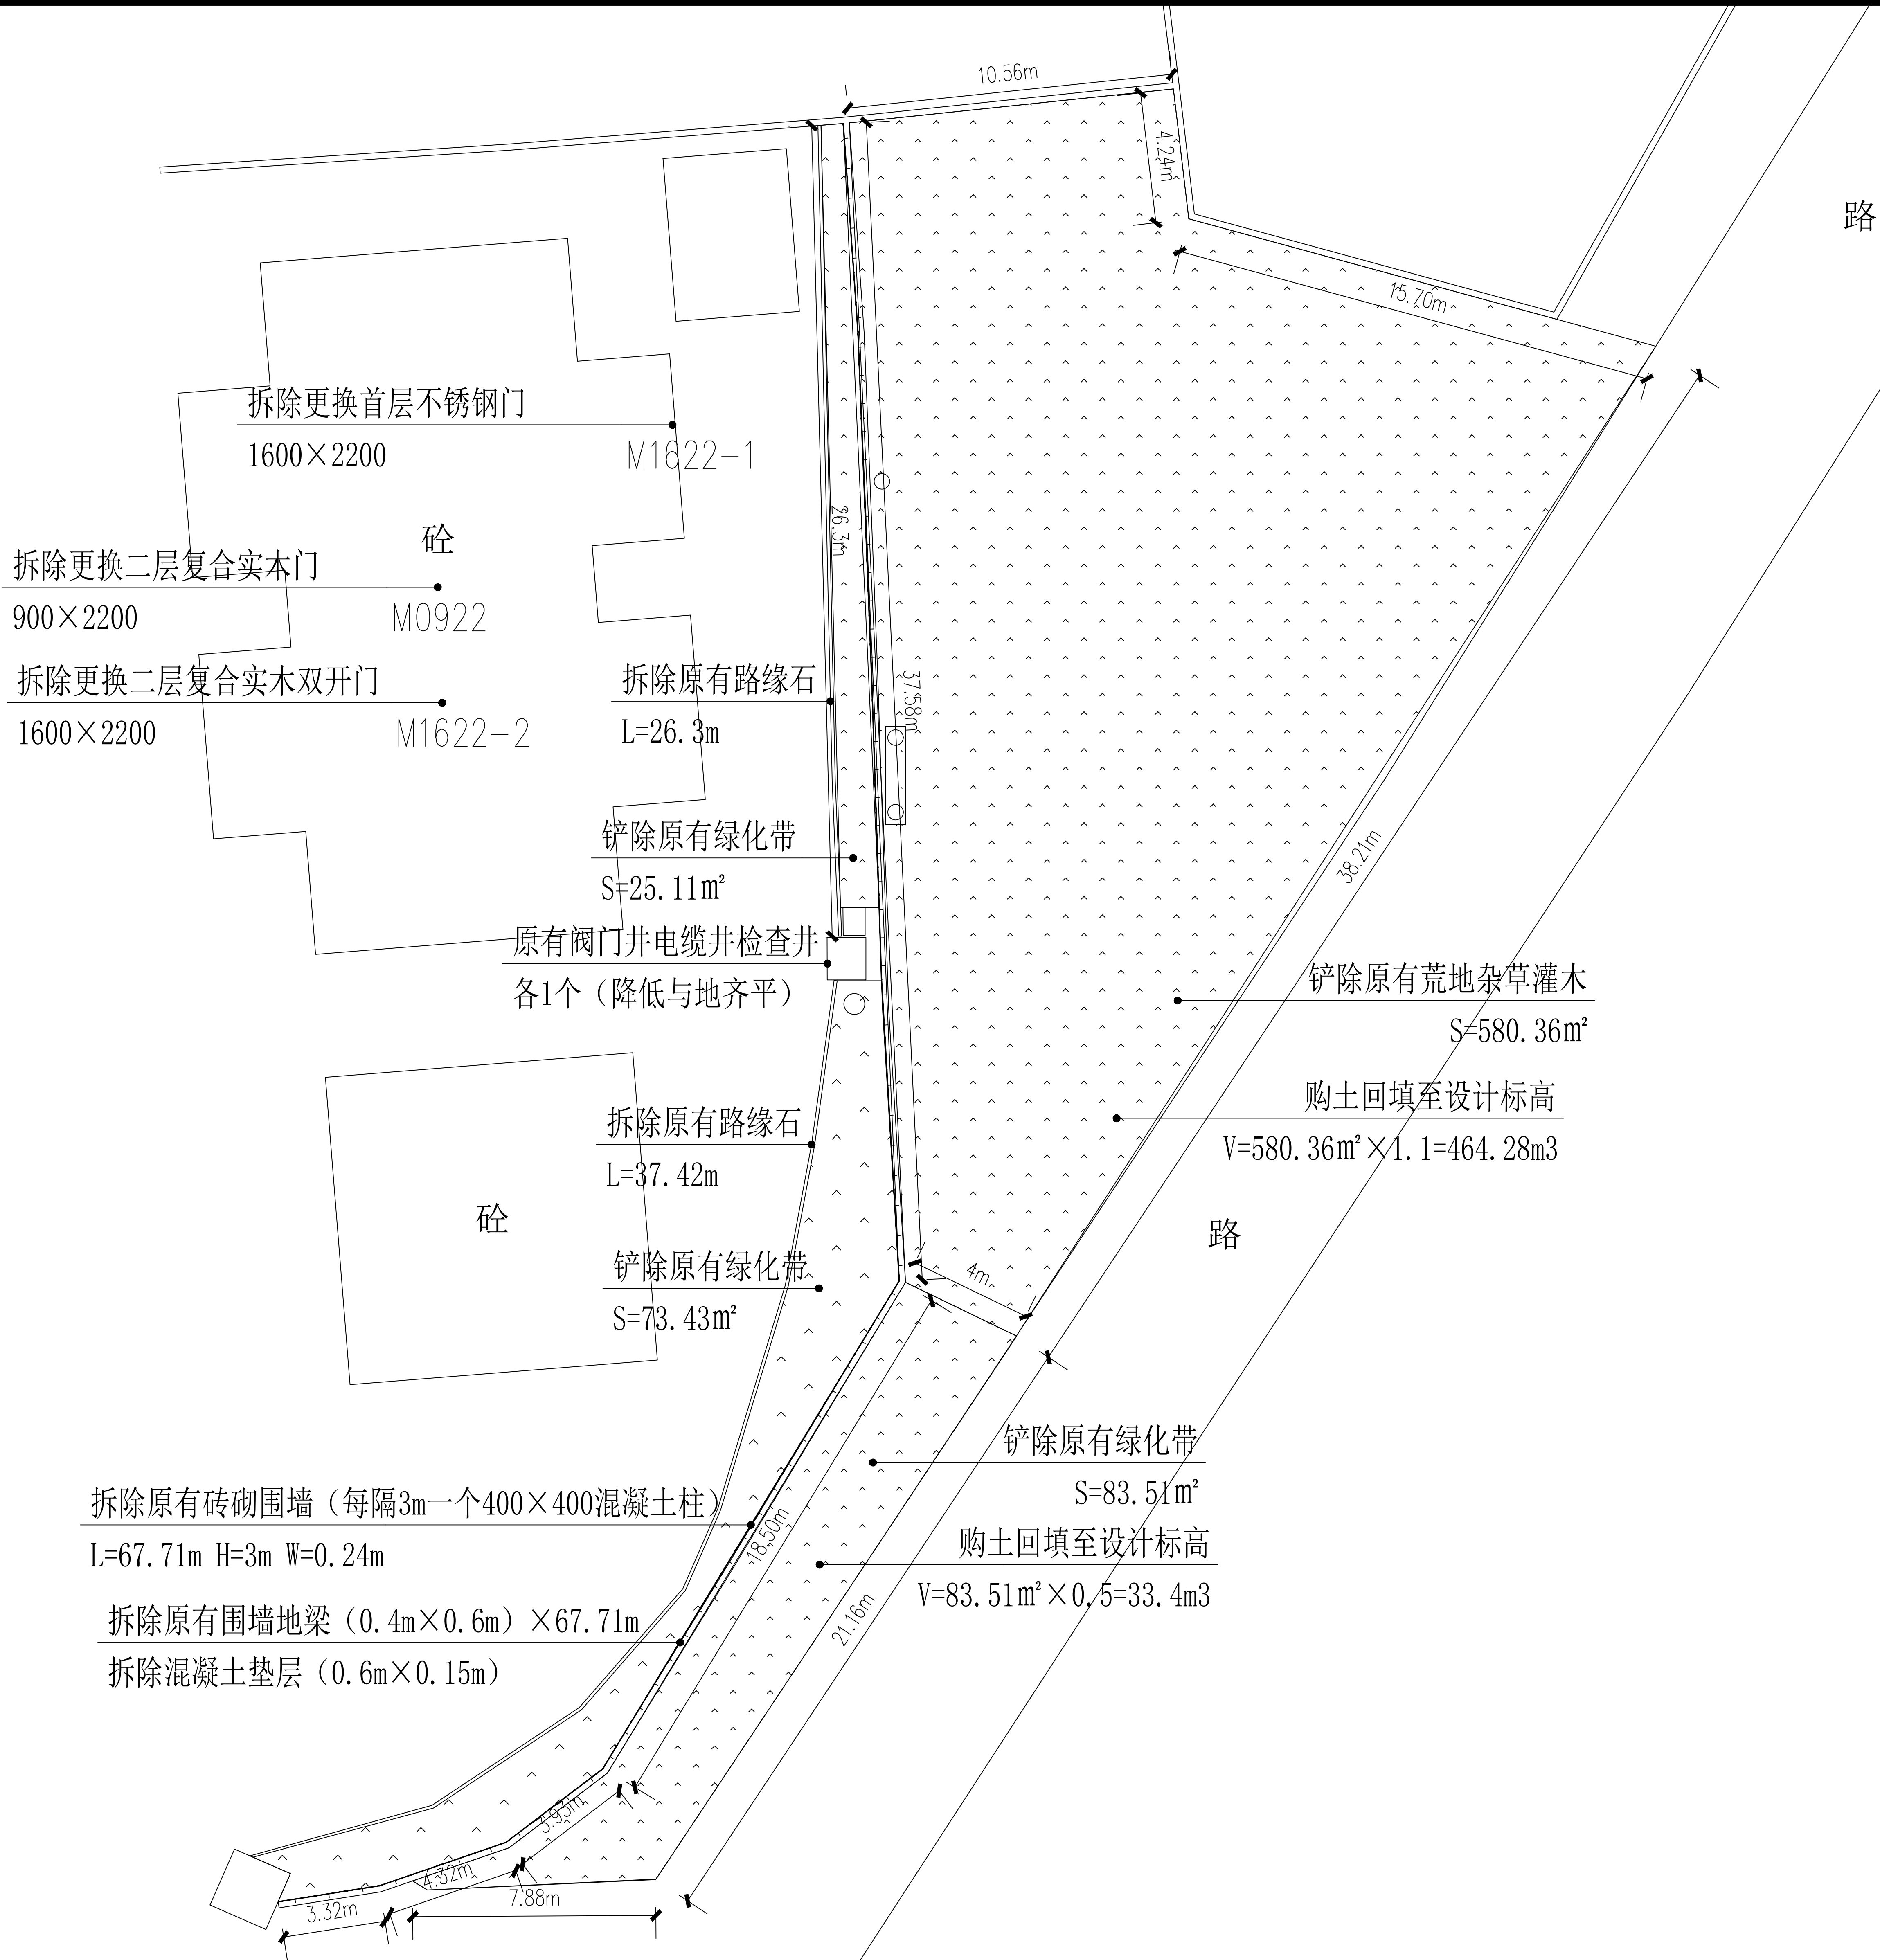 10.56m
4.24m
路
15.70m
拆除更换首层不锈钢门
1600×2200
M1622-1
砼
26.3m
拆除更换二层复合实木门
900×2200
M0922
拆除更换二层复合实木双开门
1600×2200
M1622-2
拆除原有路缘石
L=26.3m
37.58m
38.21m
铲除原有绿化带
S=25.11㎡
原有阀门井电缆井检查井
各1个（降低与地齐平）
铲除原有荒地杂草灌木
S=580.36㎡
购土回填至设计标高
V=580.36㎡×1.1=464.28m3
拆除原有路缘石
L=37.42m
砼
路
铲除原有绿化带
S=73.43㎡
4m
铲除原有绿化带
S=83.51㎡
拆除原有砖砌围墙（每隔3m一个400×400混凝土柱）
L=67.71m H=3m W=0.24m
18.50m
购土回填至设计标高
V=83.51㎡×0.5=33.4m3
拆除原有围墙地梁（0.4m×0.6m）×67.71m
拆除混凝土垫层（0.6m×0.15m）
21.16m
3.93m
4.32m
7.88m
3.32m